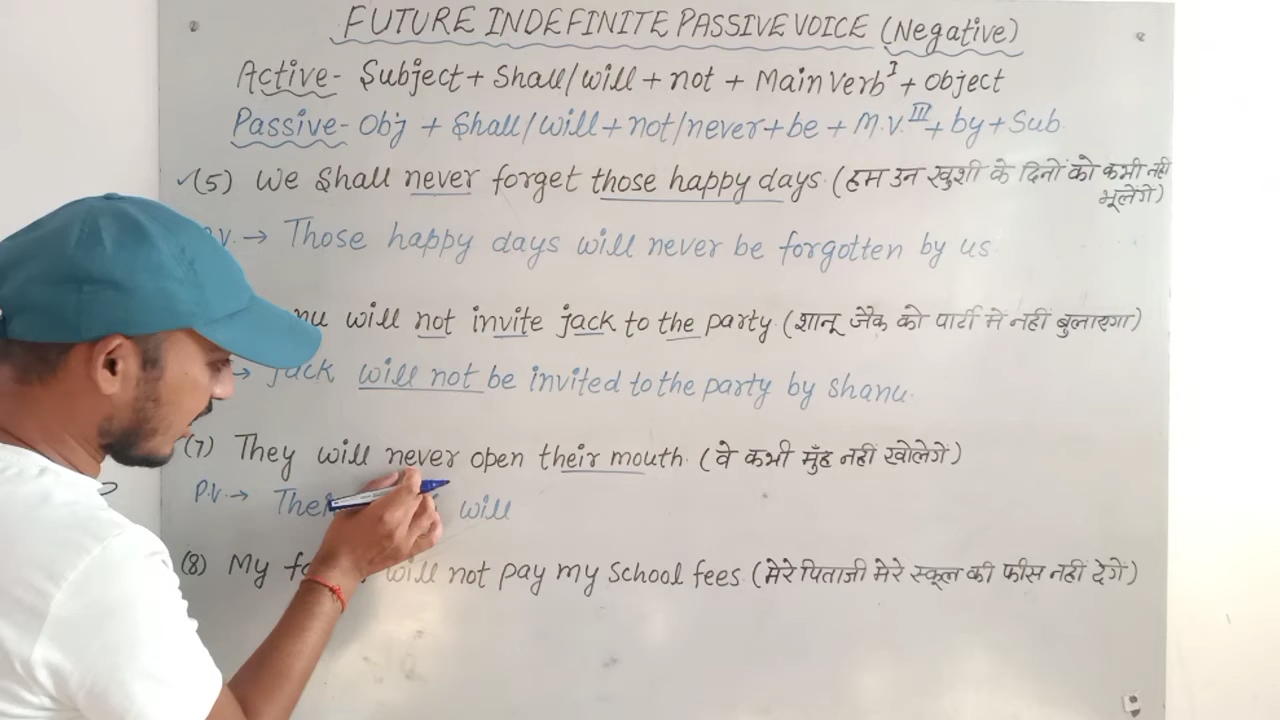 FUTURE INDEFINITE PASSIVE VOICE (Negative)
Active- Subject + Shall/will + not + Main Verb I + Object
Passive- Obj + Shall/will + not/never + be + M.V. III + by + Sub
(5) We Shall never forget those happy days. (हम उन खुशी के दिनों को कभी नहीं
भूलेंगे)
→ Those happy days will never be forgotten by us.
will not invite jack to the party. (शानू जैक को पार्टी में नहीं बुलाएगा)
→ jack will not be invited to the party by shanu.
(7) They will never open their mouth. (वे कभी मुँह नहीं खोलेगें)
P.V. → will
(8) My will not pay my school fees. (मेरे पिताजी मेरे स्कूल की फीस नहीं देगें)